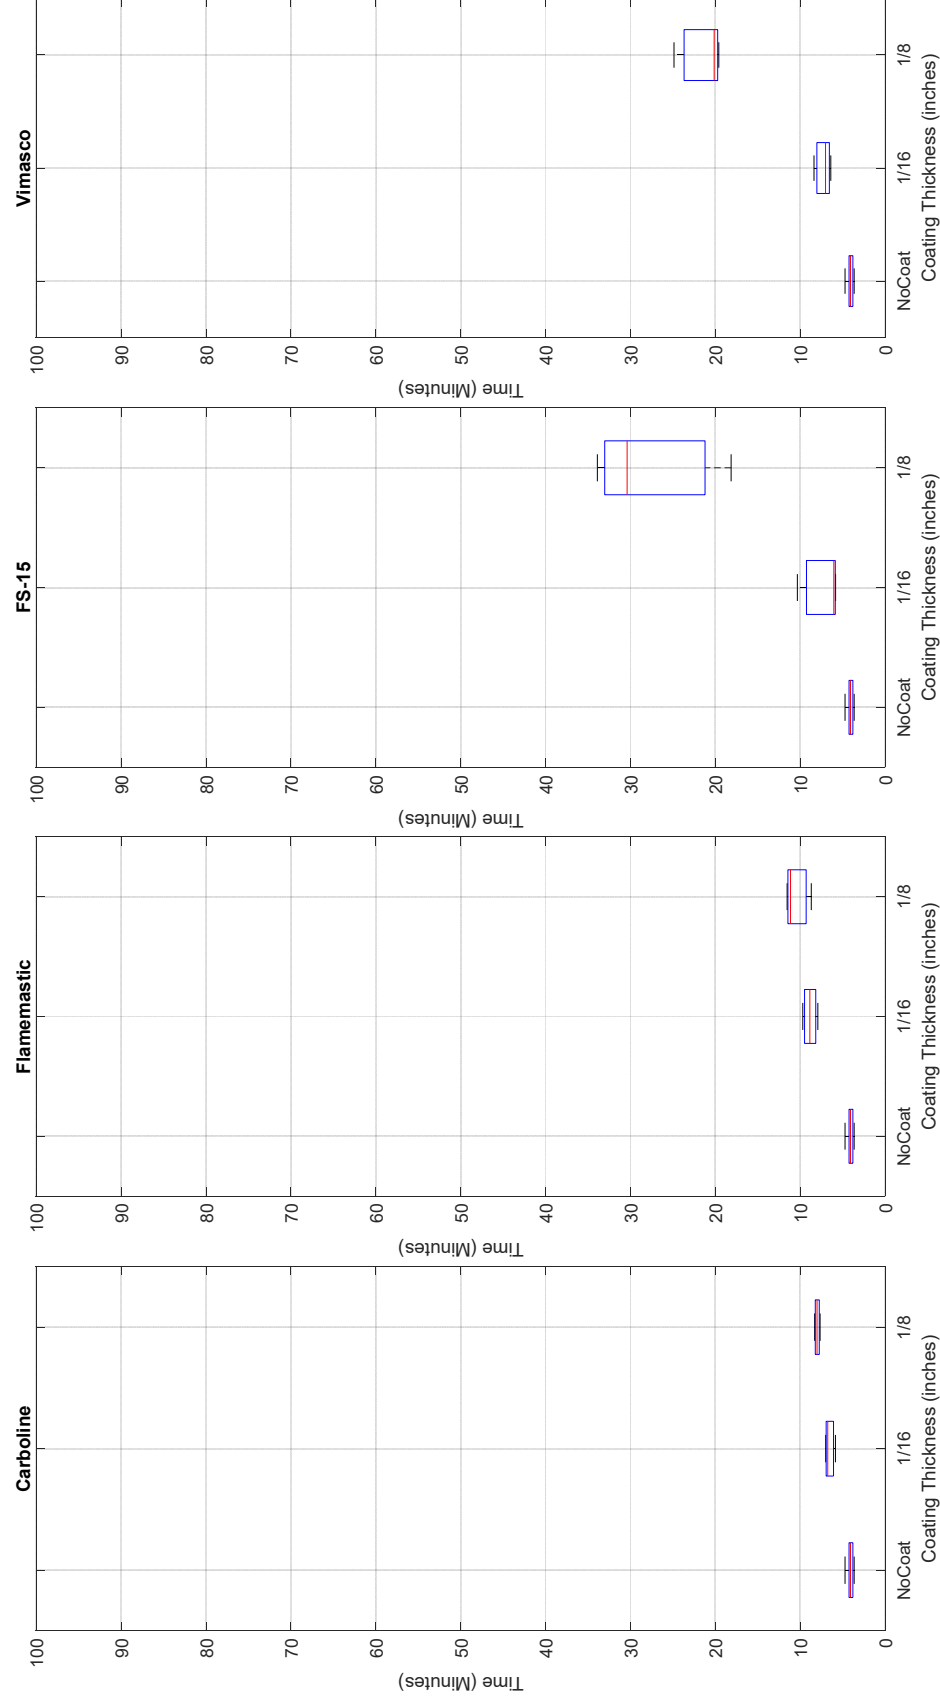 Carboline
100
90
80
70
60
50
40
30
20
10
0
Time (Minutes)
NoCoat 1/16 1/8
Coating Thickness (inches)
Flamemastic
100
90
80
70
60
50
40
30
20
10
0
Time (Minutes)
NoCoat 1/16 1/8
Coating Thickness (inches)
FS-15
100
90
80
70
60
50
40
30
20
10
0
Time (Minutes)
NoCoat 1/16 1/8
Coating Thickness (inches)
Vimasco
100
90
80
70
60
50
40
30
20
10
0
Time (Minutes)
NoCoat 1/16 1/8
Coating Thickness (inches)